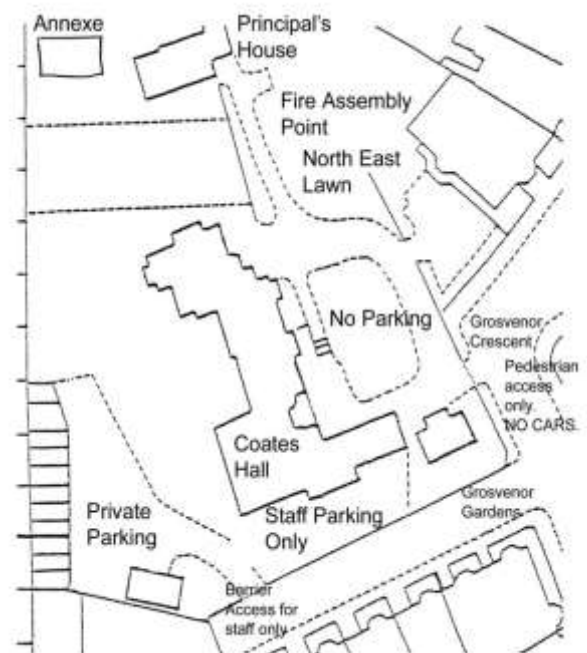 Annexe
Principal's
House
Fire Assembly
Point
North East
Lawn
No Parking
Grosvenor
Crescent
Pedestrian
access
only.
NO CARS.
Coates
Hall
Grosvenor
Gardens
Private
Parking
Staff Parking
Only
Barrier
Access for
staff only